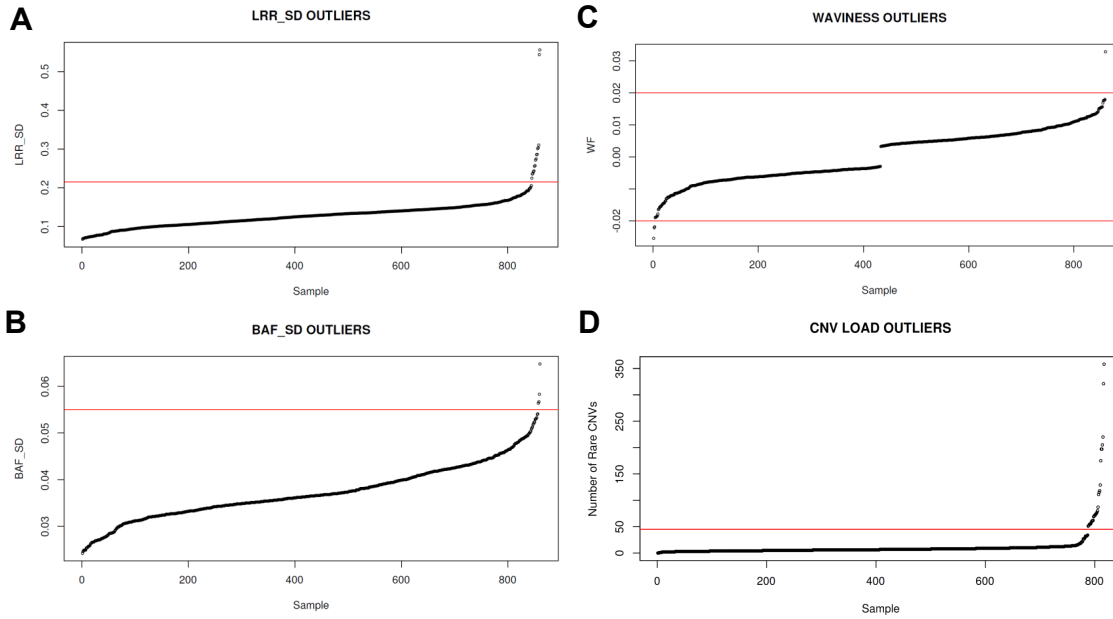 A
LRR_SD OUTLIERS
LRR_SD
0.5
0.4
0.3
0.2
0.1
0
200
400
600
800
Sample
B
BAF_SD OUTLIERS
BAF_SD
0.06
0.05
0.04
0.03
0
200
400
600
800
Sample
C
WAVINESS OUTLIERS
WF
0.03
0.02
0.01
0.00
-0.02
0
200
400
600
800
Sample
D
CNV LOAD OUTLIERS
Number of Rare CNVs
350
250
150
50
0
0
200
400
600
800
Sample